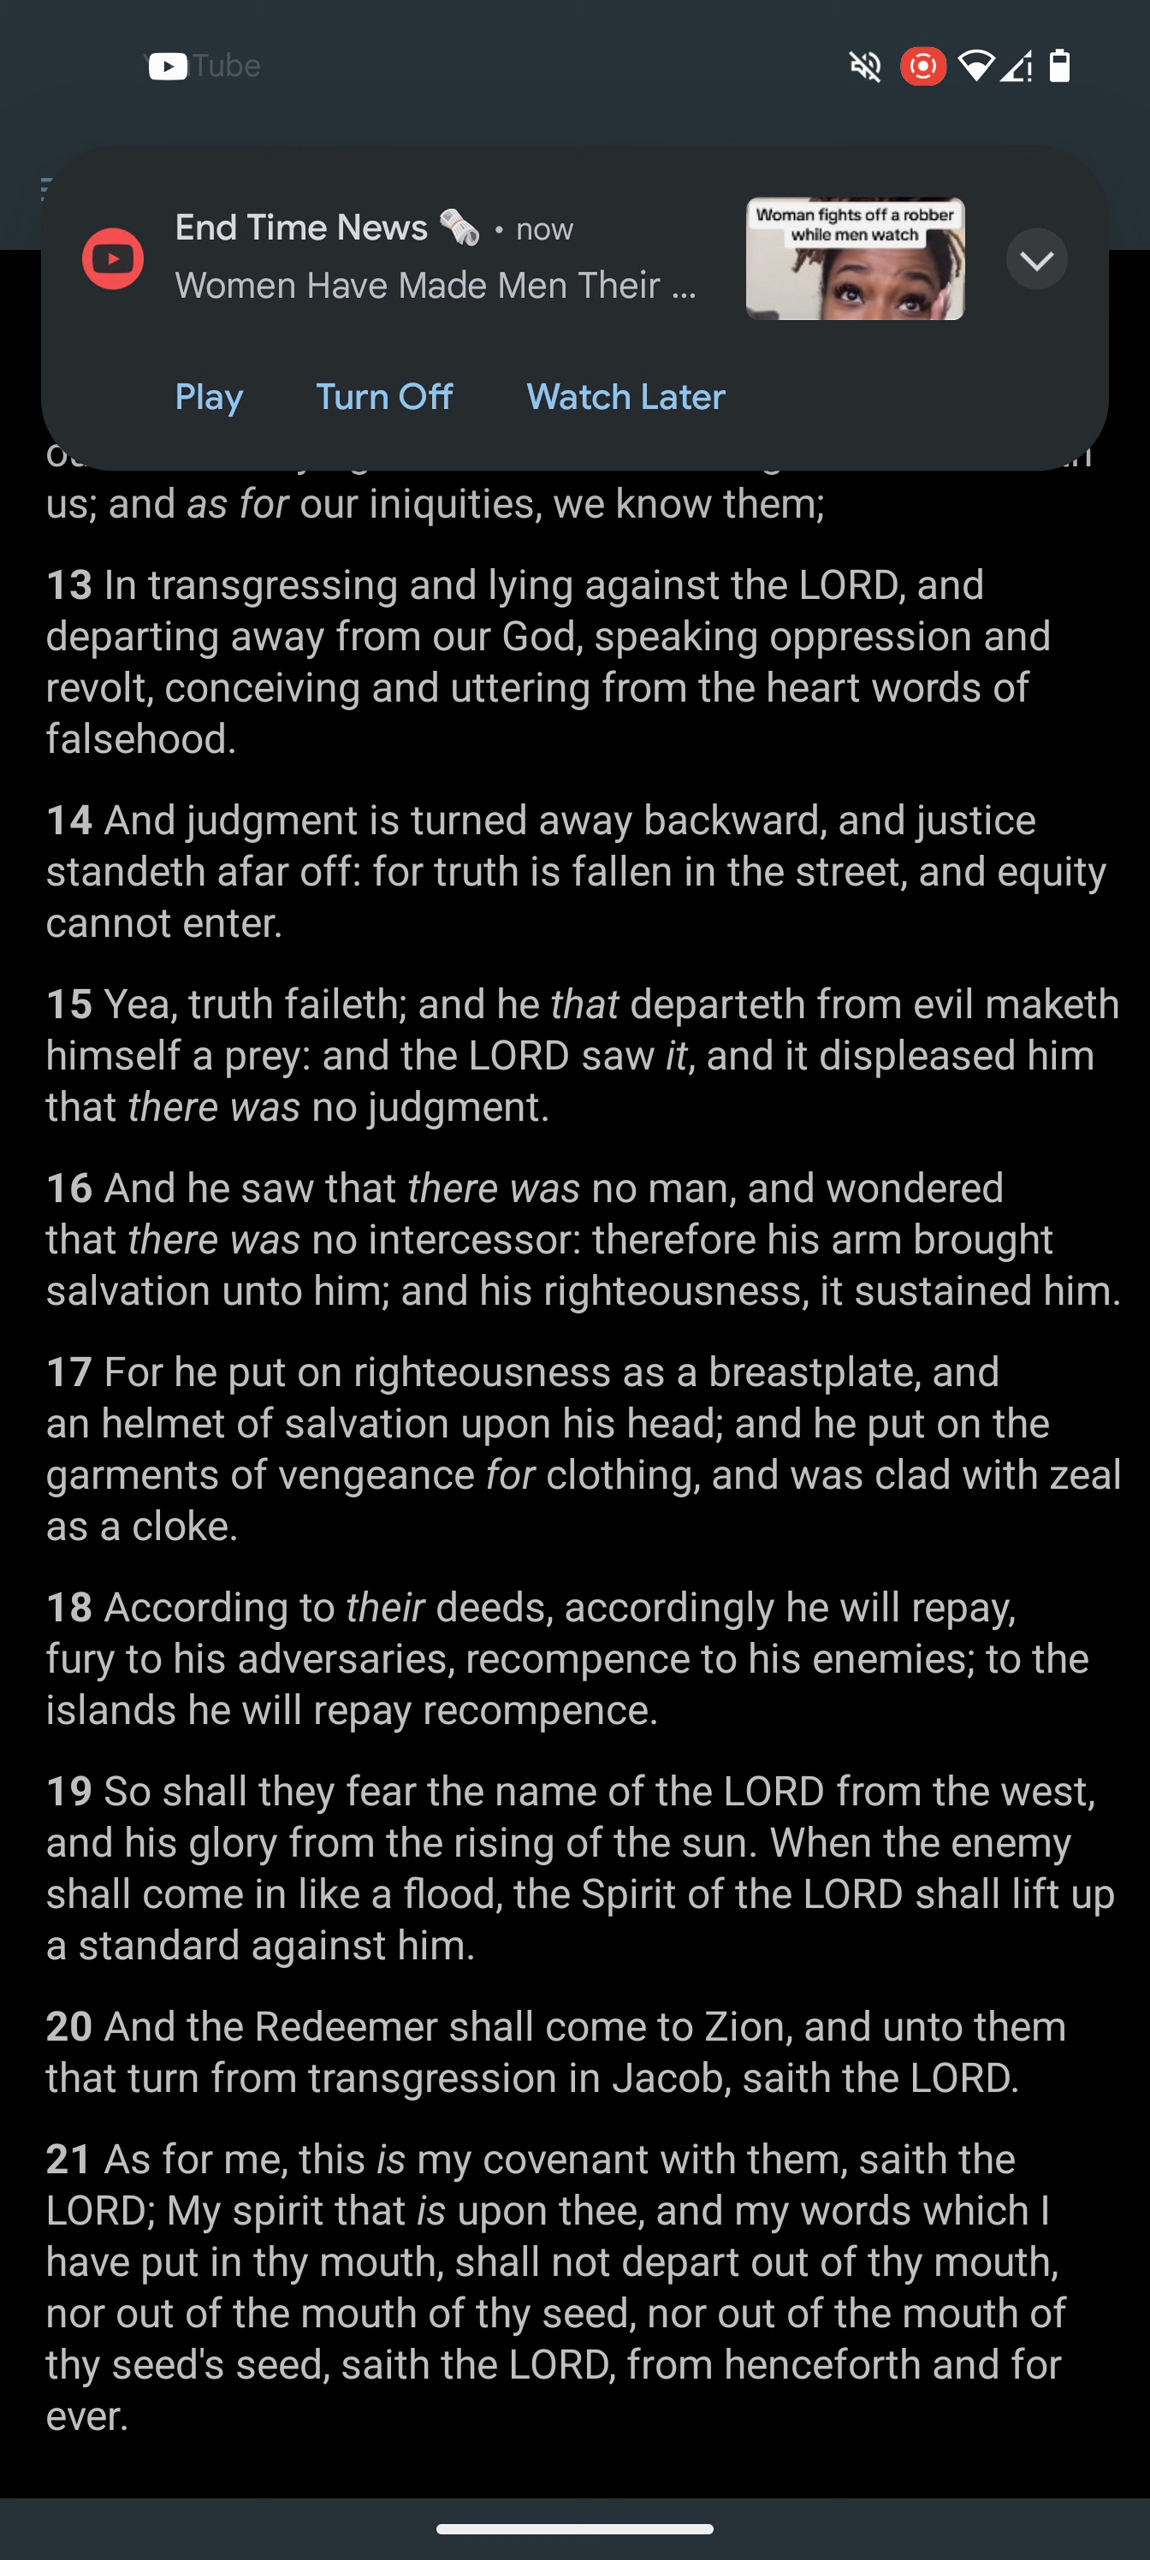 YouTube
End Time News 🗞️ • now
Women Have Made Men Their ...
Woman fights off a robber
while men watch
Play Turn Off Watch Later
us; and as for our iniquities, we know them;
13 In transgressing and lying against the LORD, and
departing away from our God, speaking oppression and
revolt, conceiving and uttering from the heart words of
falsehood.
14 And judgment is turned away backward, and justice
standeth afar off: for truth is fallen in the street, and equity
cannot enter.
15 Yea, truth faileth; and he that departeth from evil maketh
himself a prey: and the LORD saw it, and it displeased him
that there was no judgment.
16 And he saw that there was no man, and wondered
that there was no intercessor: therefore his arm brought
salvation unto him; and his righteousness, it sustained him.
17 For he put on righteousness as a breastplate, and
an helmet of salvation upon his head; and he put on the
garments of vengeance for clothing, and was clad with zeal
as a cloke.
18 According to their deeds, accordingly he will repay,
fury to his adversaries, recompence to his enemies; to the
islands he will repay recompence.
19 So shall they fear the name of the LORD from the west,
and his glory from the rising of the sun. When the enemy
shall come in like a flood, the Spirit of the LORD shall lift up
a standard against him.
20 And the Redeemer shall come to Zion, and unto them
that turn from transgression in Jacob, saith the LORD.
21 As for me, this is my covenant with them, saith the
LORD; My spirit that is upon thee, and my words which I
have put in thy mouth, shall not depart out of thy mouth,
nor out of the mouth of thy seed, nor out of the mouth of
thy seed's seed, saith the LORD, from henceforth and for
ever.